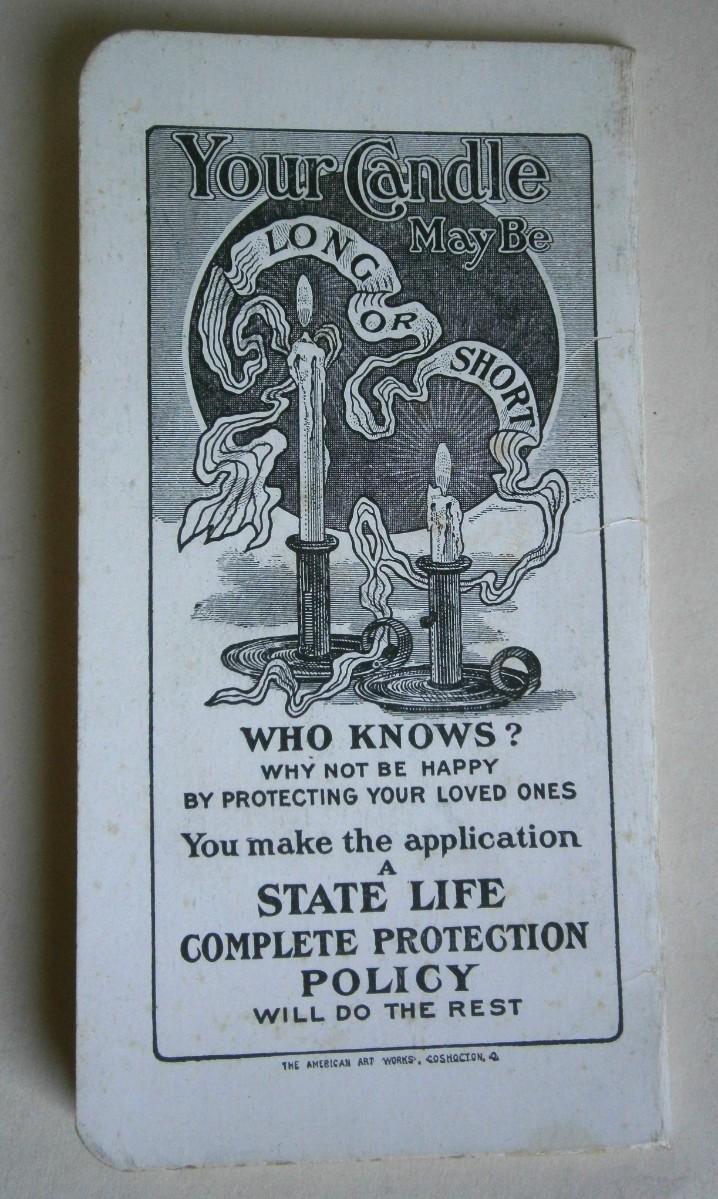 Your Candle
May Be
LONG
OR
SHORT
WHO KNOWS?
WHY NOT BE HAPPY
BY PROTECTING YOUR LOVED ONES
You make the application
A
STATE LIFE
COMPLETE PROTECTION
POLICY
WILL DO THE REST
THE AMERICAN ART WORKS, COSHOCTON, O.